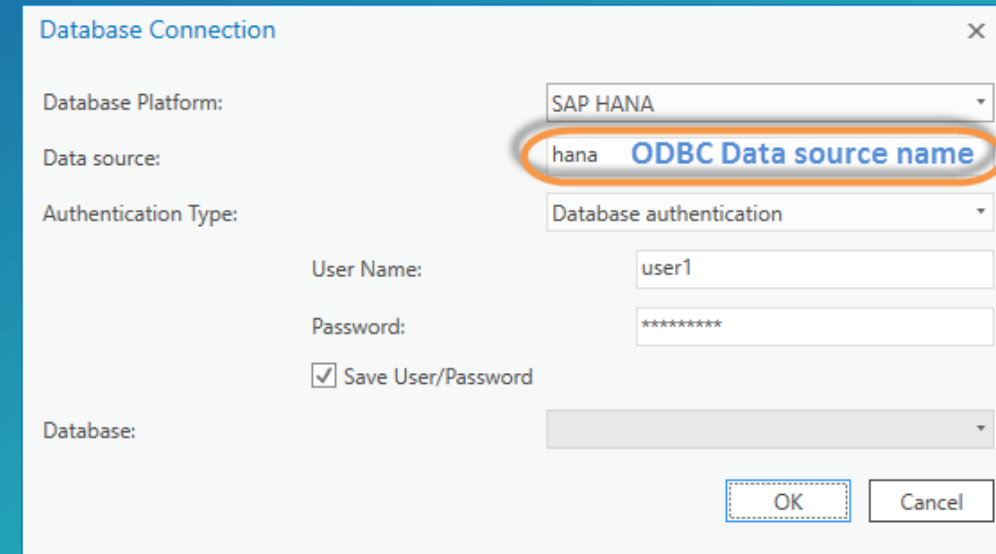 Database Connection
Database Platform: SAP HANA
Data source: hana ODBC Data source name
Authentication Type: Database authentication
User Name: user1
Password: *********
Save User/Password
Database:
OK Cancel